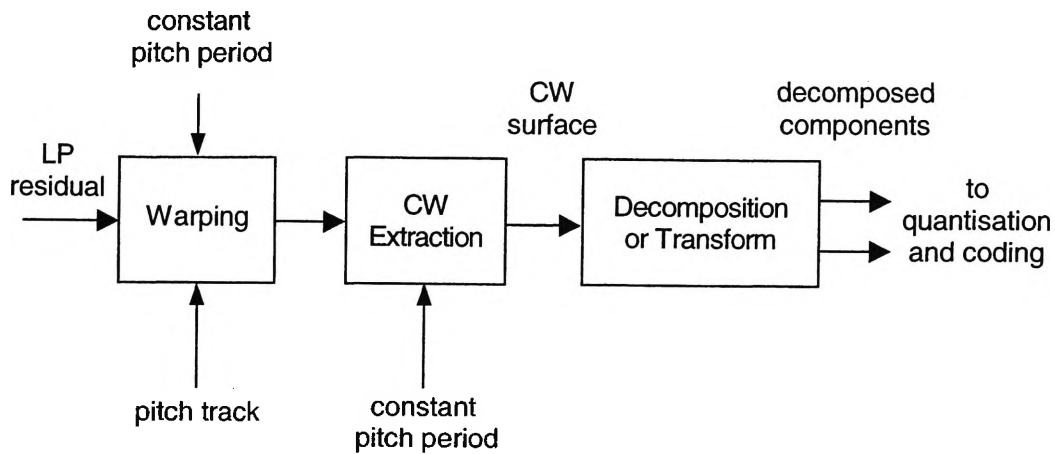 constant
pitch period
LP
residual
Warping
pitch track
CW
Extraction
constant
pitch period
CW
surface
Decomposition
or Transform
decomposed
components
to
quantisation
and coding